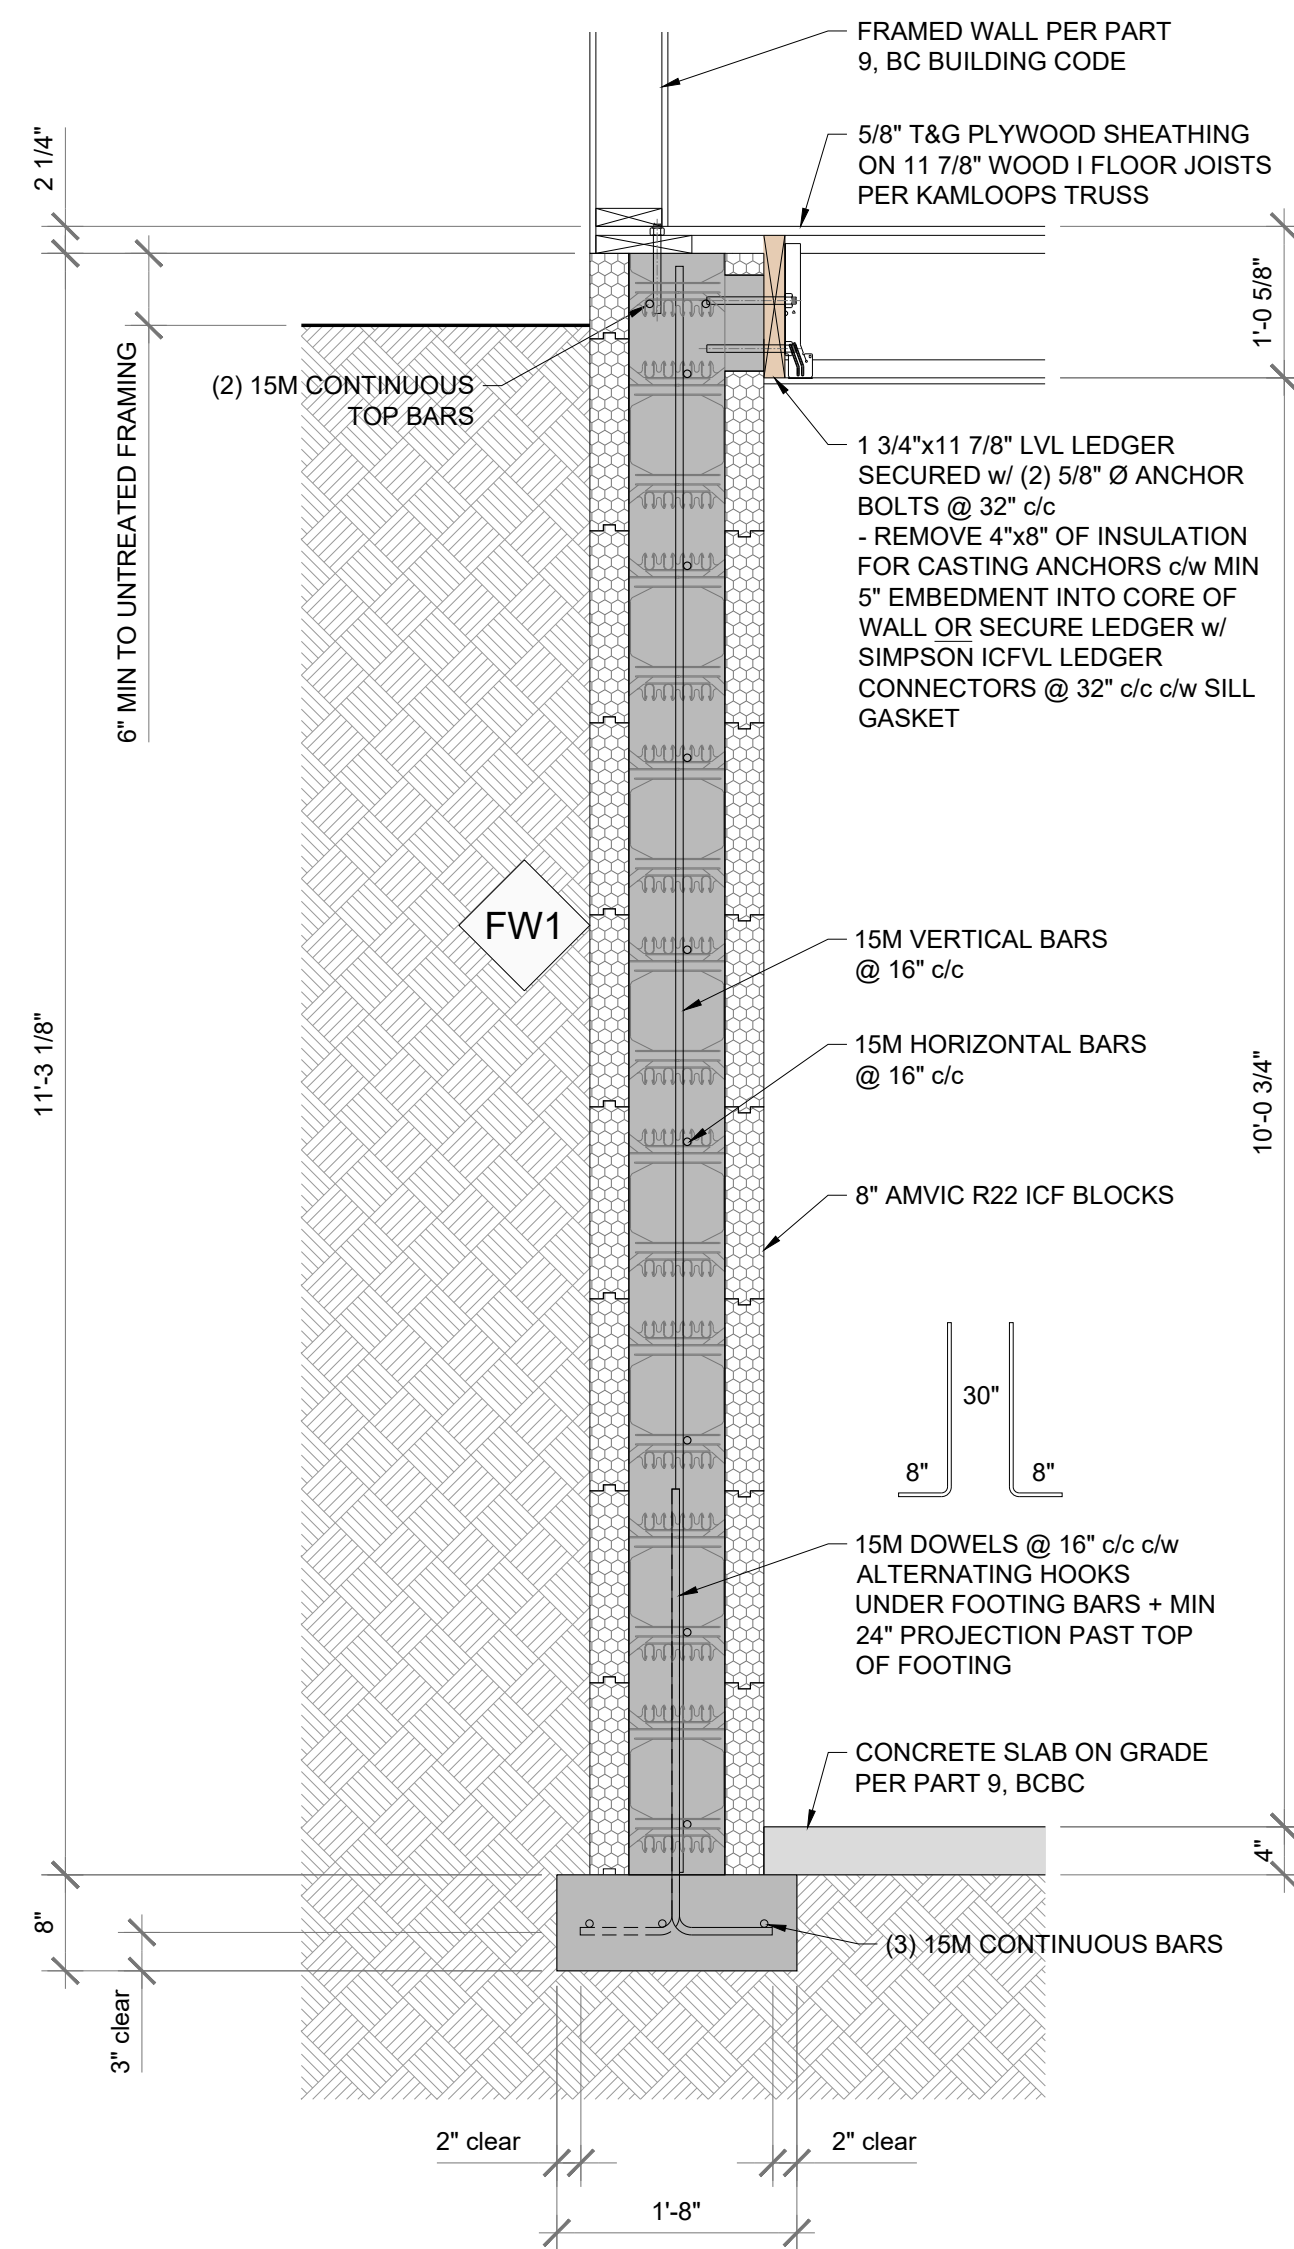 FRAMED WALL PER PART
9, BC BUILDING CODE
5/8" T&G PLYWOOD SHEATHING
ON 11 7/8" WOOD I FLOOR JOISTS
PER KAMLOOPS TRUSS
2 1/4"
1'-0 5/8"
6" MIN TO UNTREATED FRAMING
(2) 15M CONTINUOUS
TOP BARS
1 3/4"x11 7/8" LVL LEDGER
SECURED w/ (2) 5/8" Ø ANCHOR
BOLTS @ 32" c/c
- REMOVE 4"x8" OF INSULATION
FOR CASTING ANCHORS c/w MIN
5" EMBEDMENT INTO CORE OF
WALL OR SECURE LEDGER w/
SIMPSON ICFVL LEDGER
CONNECTORS @ 32" c/c c/w SILL
GASKET
FW1
15M VERTICAL BARS
@ 16" c/c
11'-3 1/8"
15M HORIZONTAL BARS
@ 16" c/c
10'-0 3/4"
8" AMVIC R22 ICF BLOCKS
30"
8"
8"
15M DOWELS @ 16" c/c c/w
ALTERNATING HOOKS
UNDER FOOTING BARS + MIN
24" PROJECTION PAST TOP
OF FOOTING
CONCRETE SLAB ON GRADE
PER PART 9, BCBC
4"
8"
(3) 15M CONTINUOUS BARS
3" clear
2" clear
2" clear
1'-8"